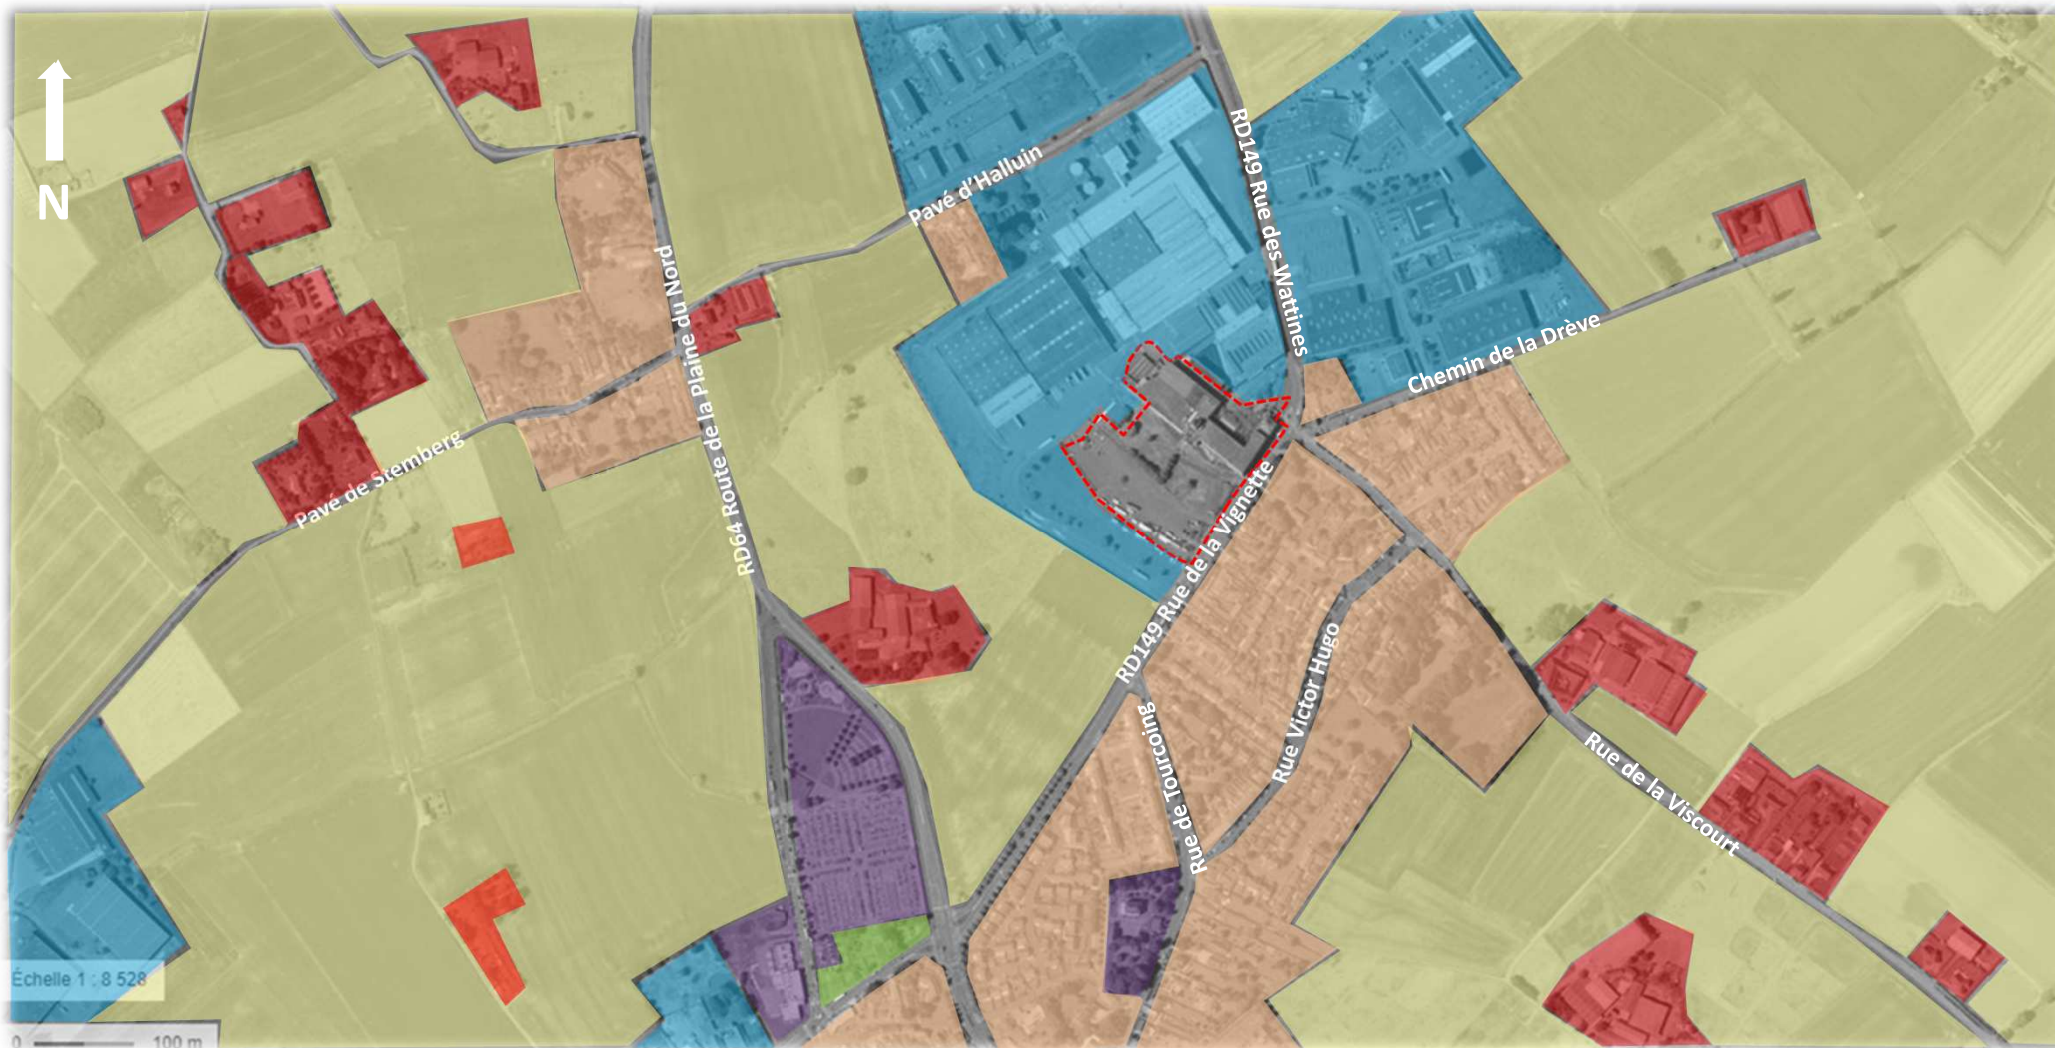 N
Pavé d'Halluin
RD149 Rue des Wattines
RD64 Route de la Plaine du Nord
Chemin de la Drève
Pavé de Stemberg
RD149 Rue de la Vignette
Rue Victor Hugo
Rue de Tourcoing
Rue de la Viscourt
Échelle 1 : 8 528
0 100 m